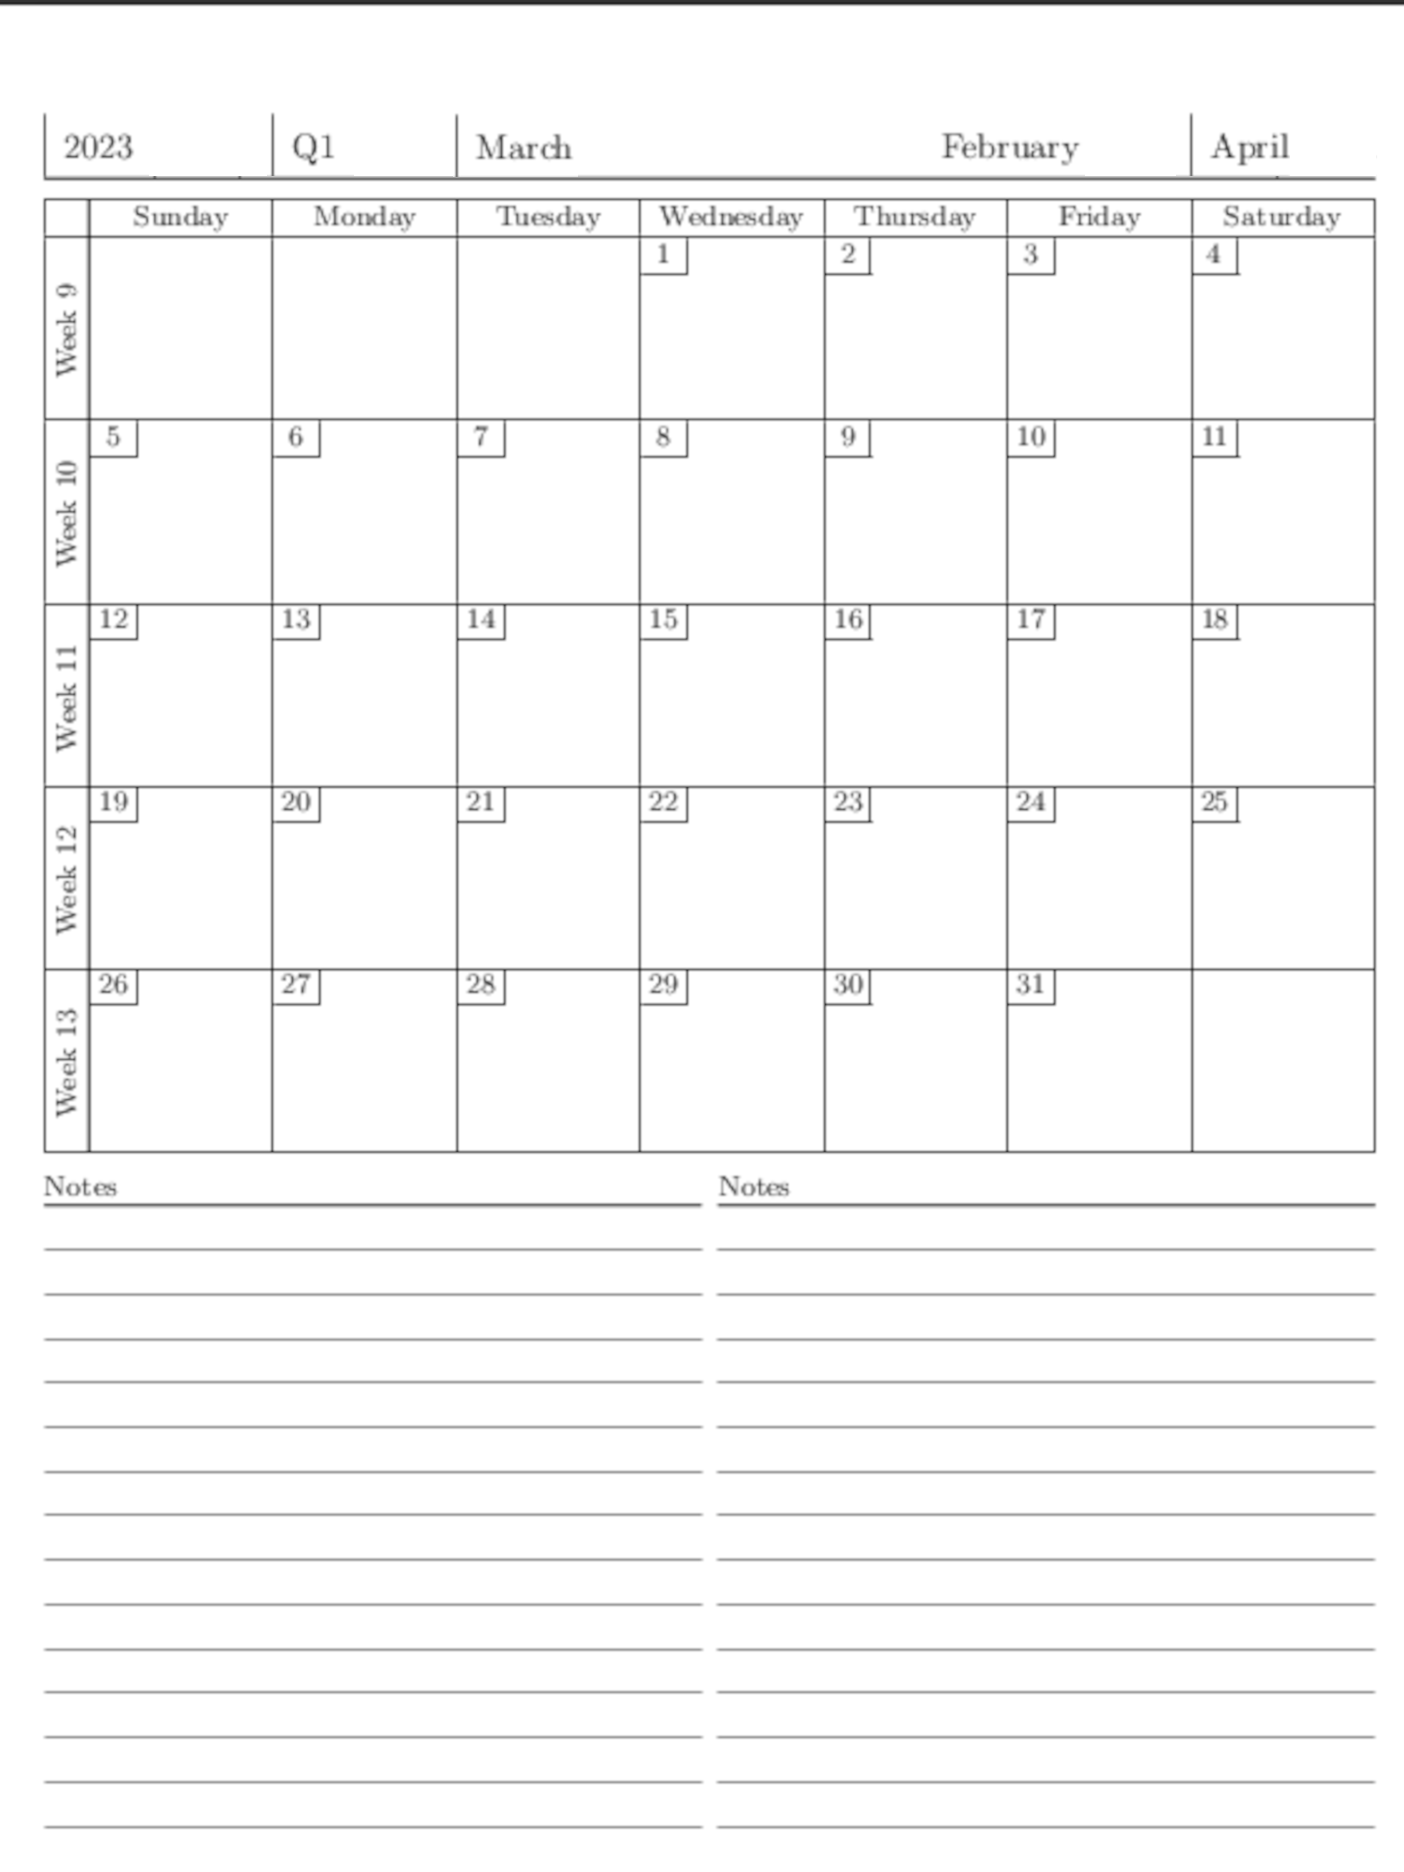 2023 Q1 March February April
Sunday Monday Tuesday Wednesday Thursday Friday Saturday
Week 9 1 2 3 4
Week 10 5 6 7 8 9 10 11
Week 11 12 13 14 15 16 17 18
Week 12 19 20 21 22 23 24 25
Week 13 26 27 28 29 30 31
Notes Notes